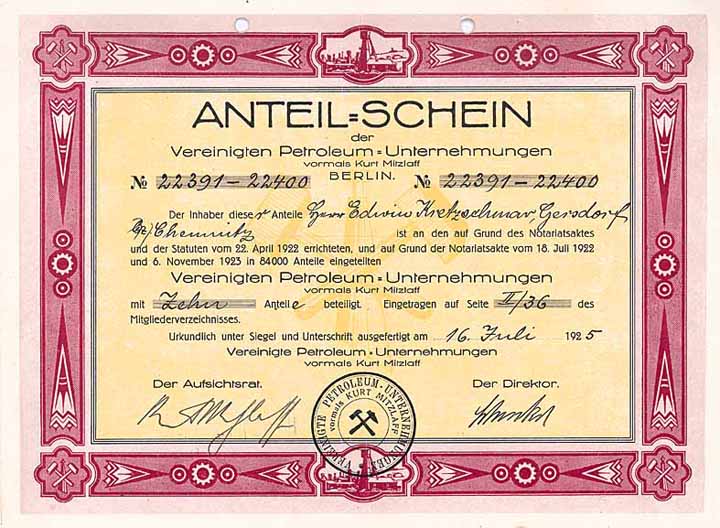 ANTEIL=SCHEIN
der
Vereinigten Petroleum=Unternehmungen
vormals Kurt Mitzlaff
BERLIN.
№ 22391–22400 № 22391–22400
Der Inhaber dieser Anteile Herr Edwin Kretzschmar, Gersdorf
Chemnitz ist an den auf Grund des Notariatsaktes
und der Statuten vom 22. April 1922 errichteten, und auf Grund der Notariatsakte vom 18. Juli 1922
und 6. November 1923 in 84000 Anteile eingeteilten
Vereinigten Petroleum=Unternehmungen
vormals Kurt Mitzlaff
mit Zehn Anteile beteiligt. Eingetragen auf Seite II/36 des
Mitgliederverzeichnisses.
Urkundlich unter Siegel und Unterschrift ausgefertigt am 16. Juli 1925
Vereinigte Petroleum=Unternehmungen
vormals Kurt Mitzlaff
Der Aufsichtsrat. Der Direktor.
VEREINIGTE PETROLEUM-UNTERNEHMUNGEN
vormals KURT MITZLAFF